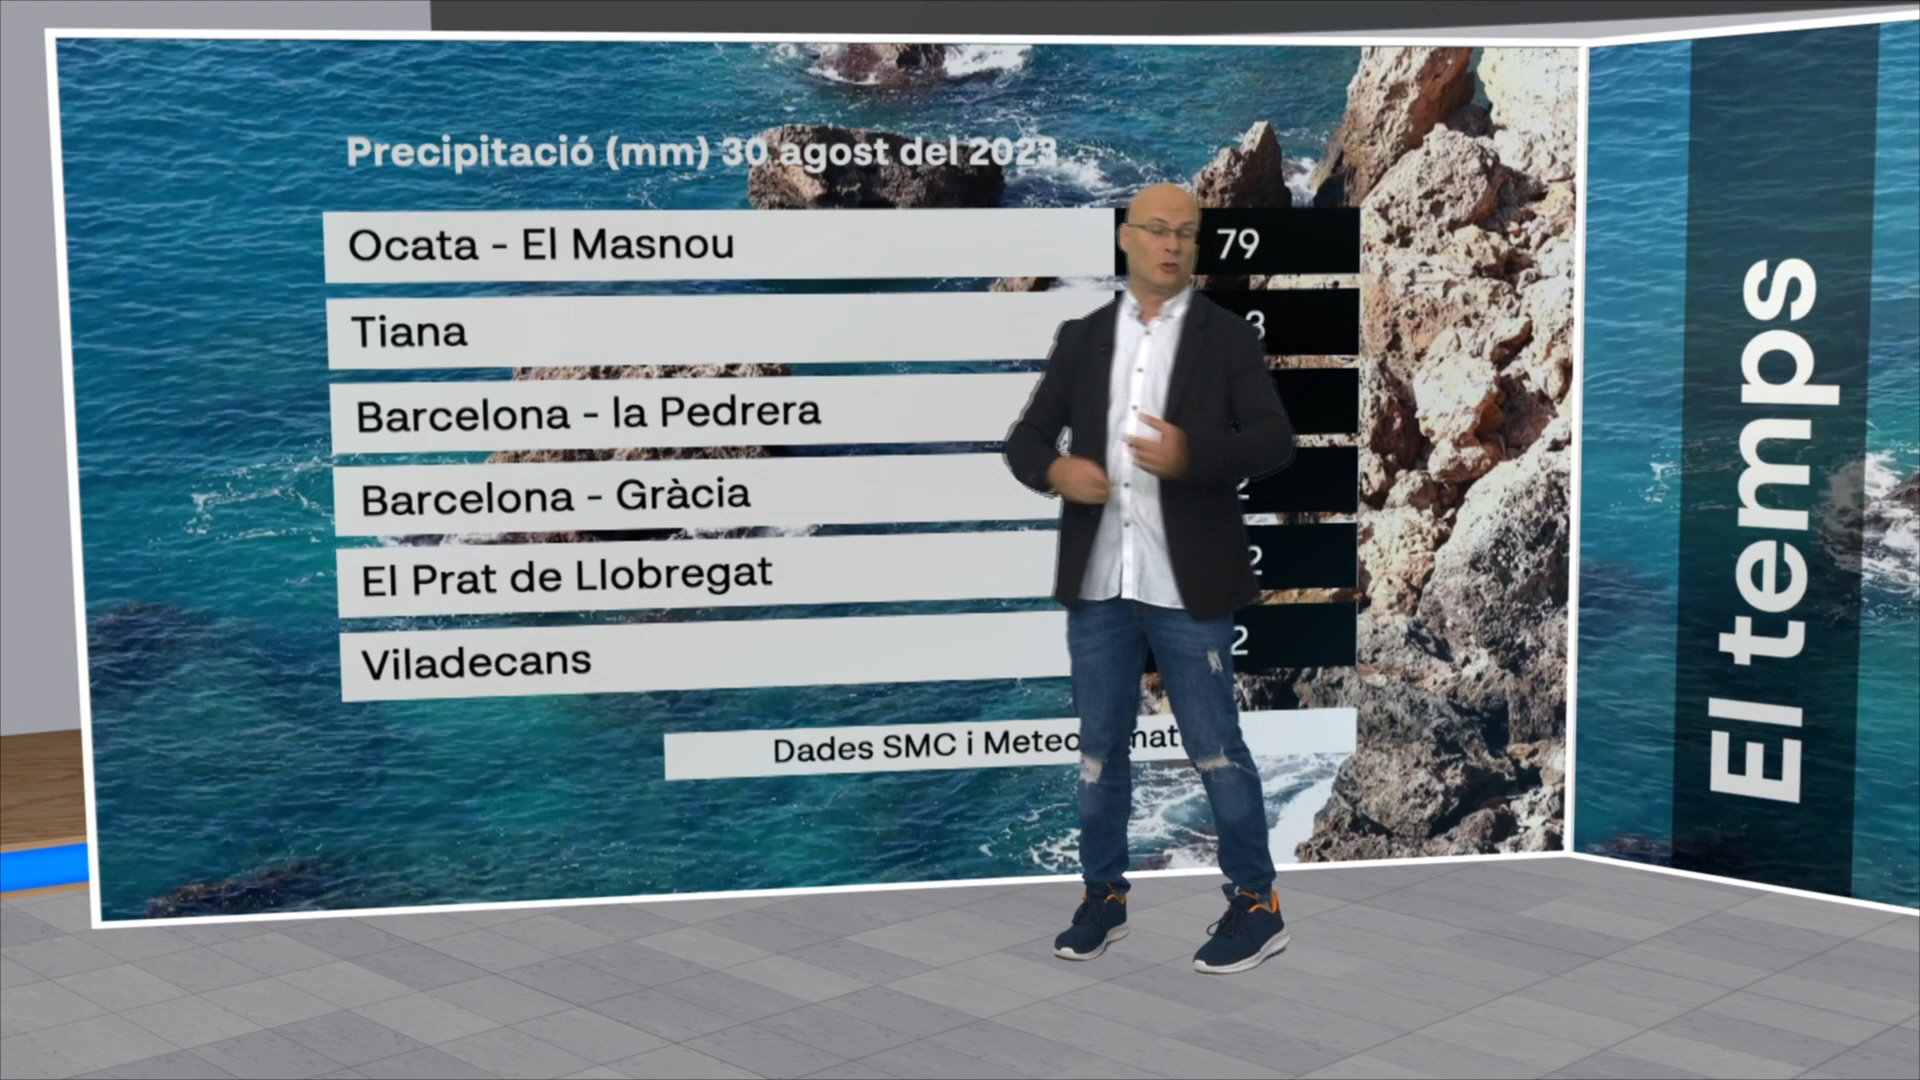 Precipitació (mm) 30 agost del 2023
Ocata - El Masnou 79
Tiana
Barcelona - la Pedrera
Barcelona - Gràcia
El Prat de Llobregat
Viladecans
Dades SMC i
El temps